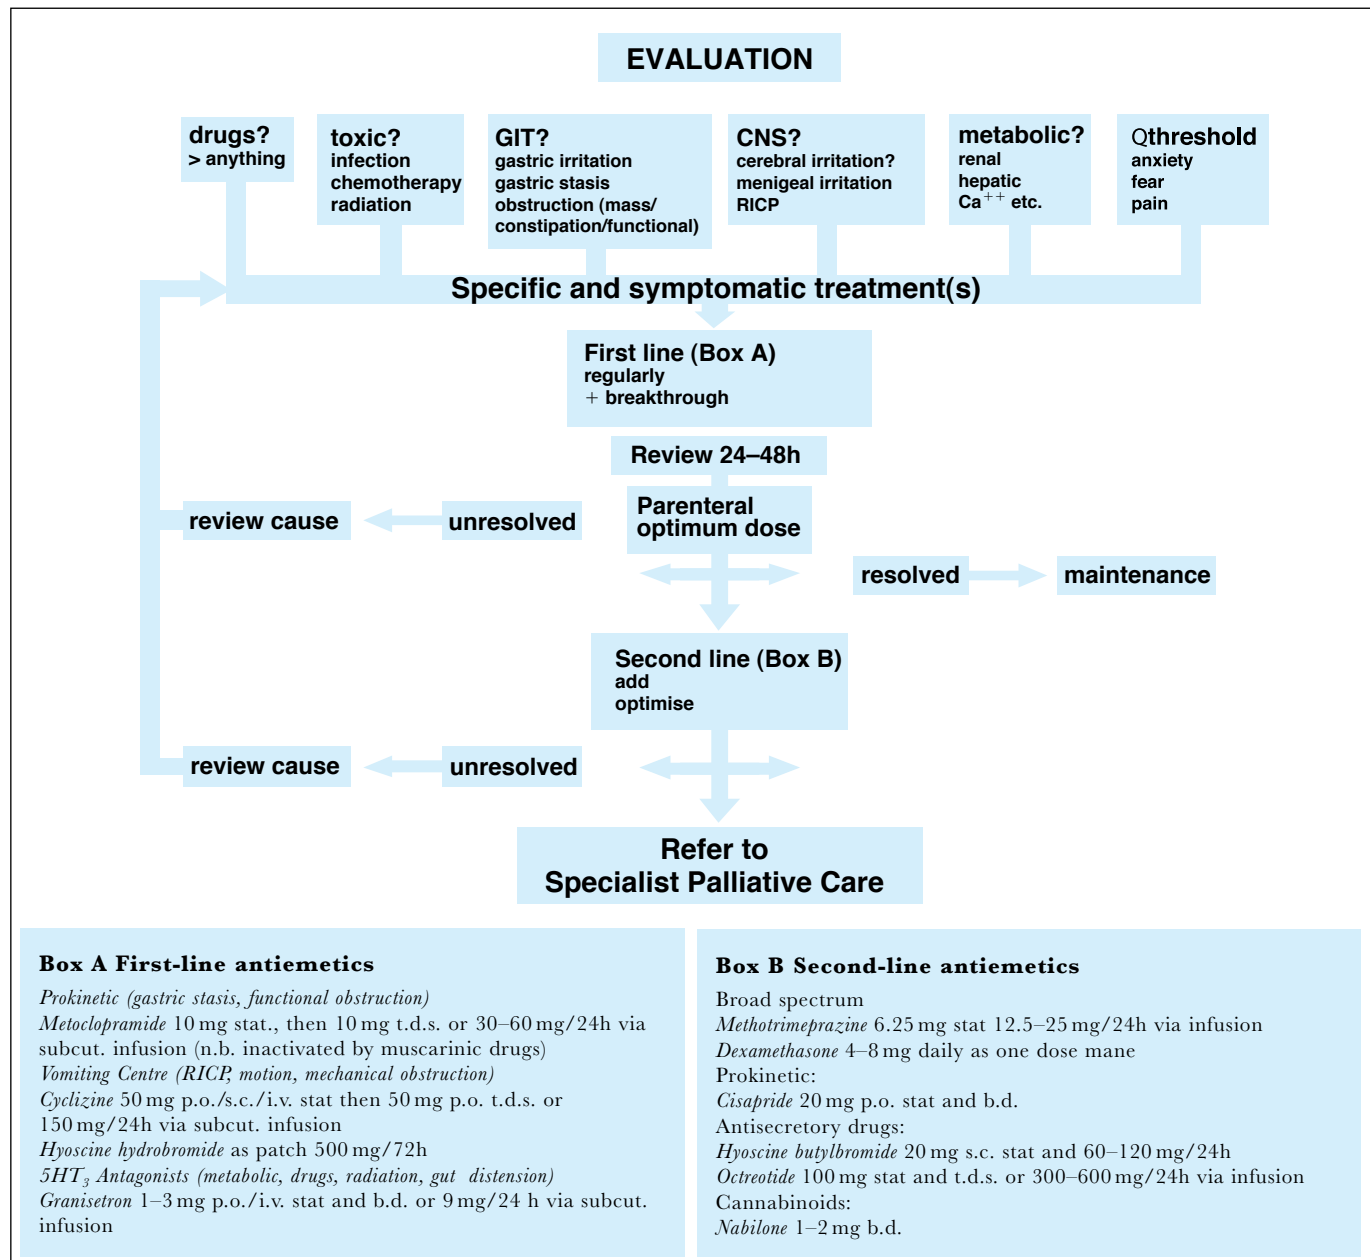 EVALUATION
drugs?
> anything
toxic?
infection
chemotherapy
radiation
GIT?
gastric irritation
gastric stasis
obstruction (mass/
constipation/functional)
CNS?
cerebral irritation?
menigeal irritation
RICP
metabolic?
renal
hepatic
Ca++ etc.
Qthreshold
anxiety
fear
pain
Specific and symptomatic treatment(s)
First line (Box A)
regularly
+ breakthrough
Review 24–48h
Parenteral
optimum dose
unresolved
review cause
resolved
maintenance
Second line (Box B)
add
optimise
unresolved
review cause
Refer to
Specialist Palliative Care
Box A First-line antiemetics
Prokinetic (gastric stasis, functional obstruction)
Metoclopramide 10 mg stat., then 10 mg t.d.s. or 30–60 mg/24h via
subcut. infusion (n.b. inactivated by muscarinic drugs)
Vomiting Centre (RICP, motion, mechanical obstruction)
Cyclizine 50 mg p.o./s.c./i.v. stat then 50 mg p.o. t.d.s. or
150 mg/24h via subcut. infusion
Hyoscine hydrobromide as patch 500 mg/72h
5HT3 Antagonists (metabolic, drugs, radiation, gut distension)
Granisetron 1–3 mg p.o./i.v. stat and b.d. or 9 mg/24 h via subcut.
infusion
Box B Second-line antiemetics
Broad spectrum
Methotrimeprazine 6.25 mg stat 12.5–25 mg/24h via infusion
Dexamethasone 4–8 mg daily as one dose mane
Prokinetic:
Cisapride 20 mg p.o. stat and b.d.
Antisecretory drugs:
Hyoscine butylbromide 20 mg s.c. stat and 60–120 mg/24h
Octreotide 100 mg stat and t.d.s. or 300–600 mg/24h via infusion
Cannabinoids:
Nabilone 1–2 mg b.d.